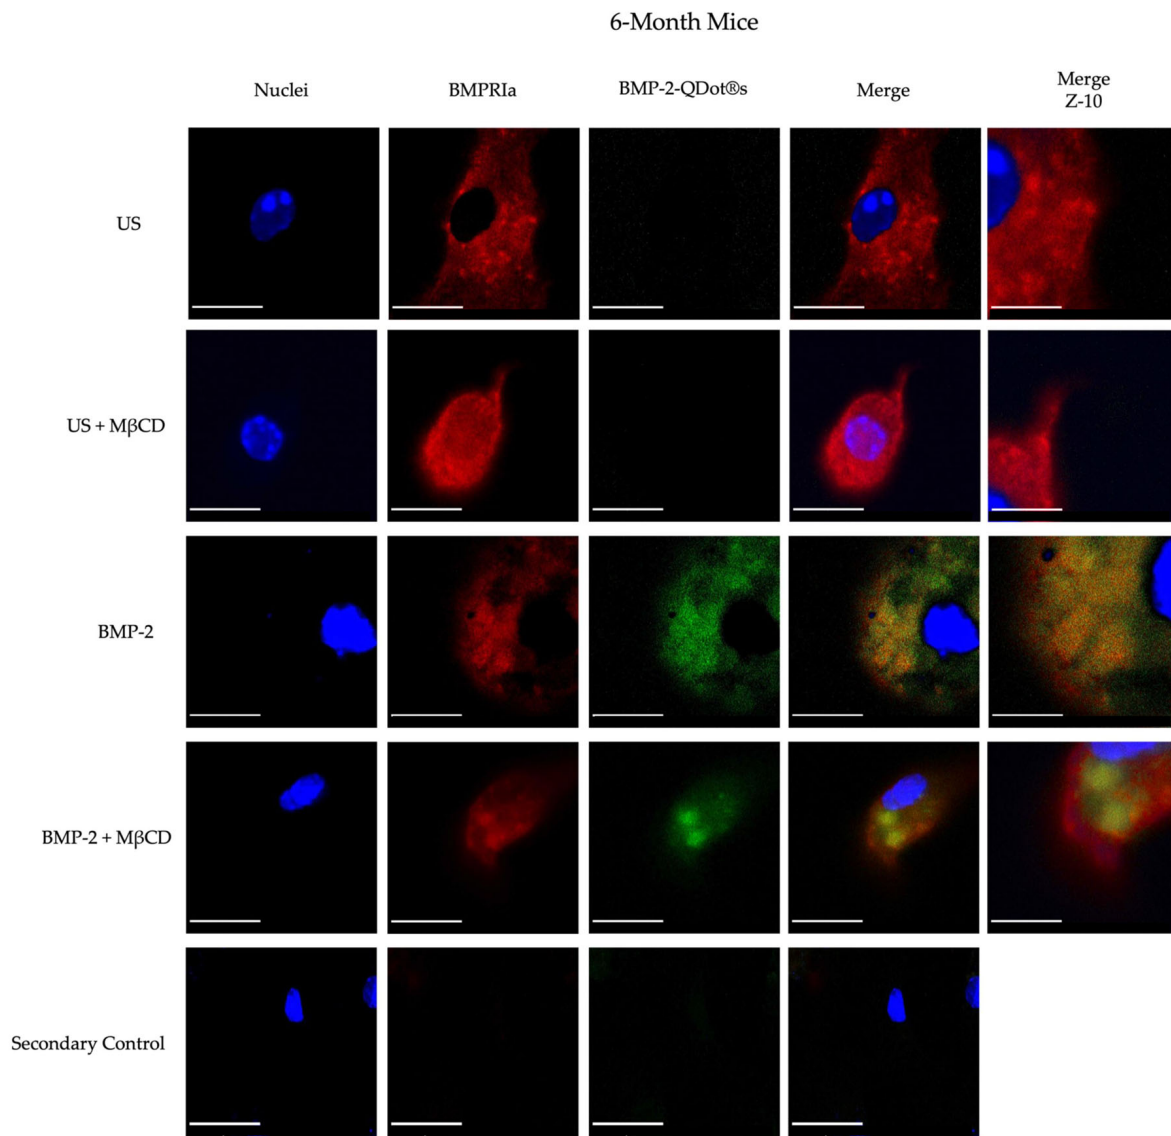 6-Month Mice
Nuclei
BMPRIa
BMP-2-QDot®s
Merge
Merge
Z-10
US
US + MβCD
BMP-2
BMP-2 + MβCD
Secondary Control